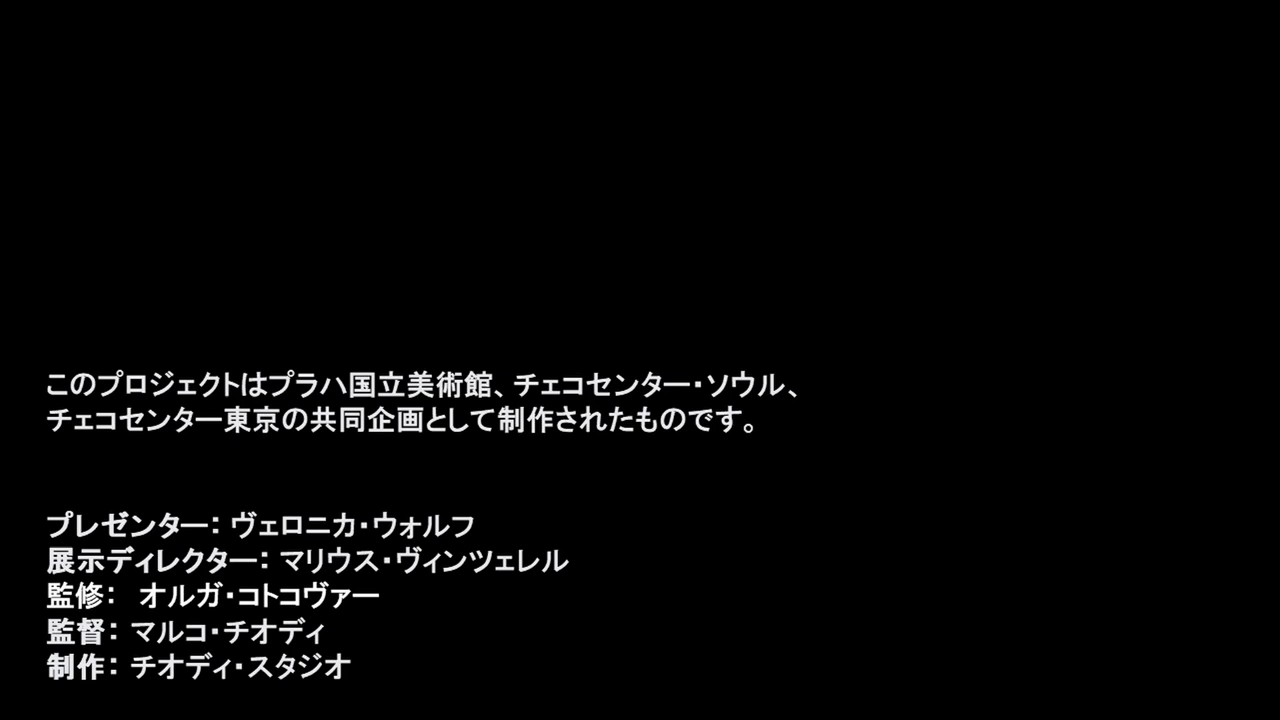 このプロジェクトはプラハ国立美術館、チェコセンター・ソウル、
チェコセンター東京の共同企画として制作されたものです。
プレゼンター： ヴェロニカ・ウォルフ
展示ディレクター： マリウス・ヴィンツェレル
監修：　オルガ・コトコヴァー
監督： マルコ・チオディ
制作： チオディ・スタジオ